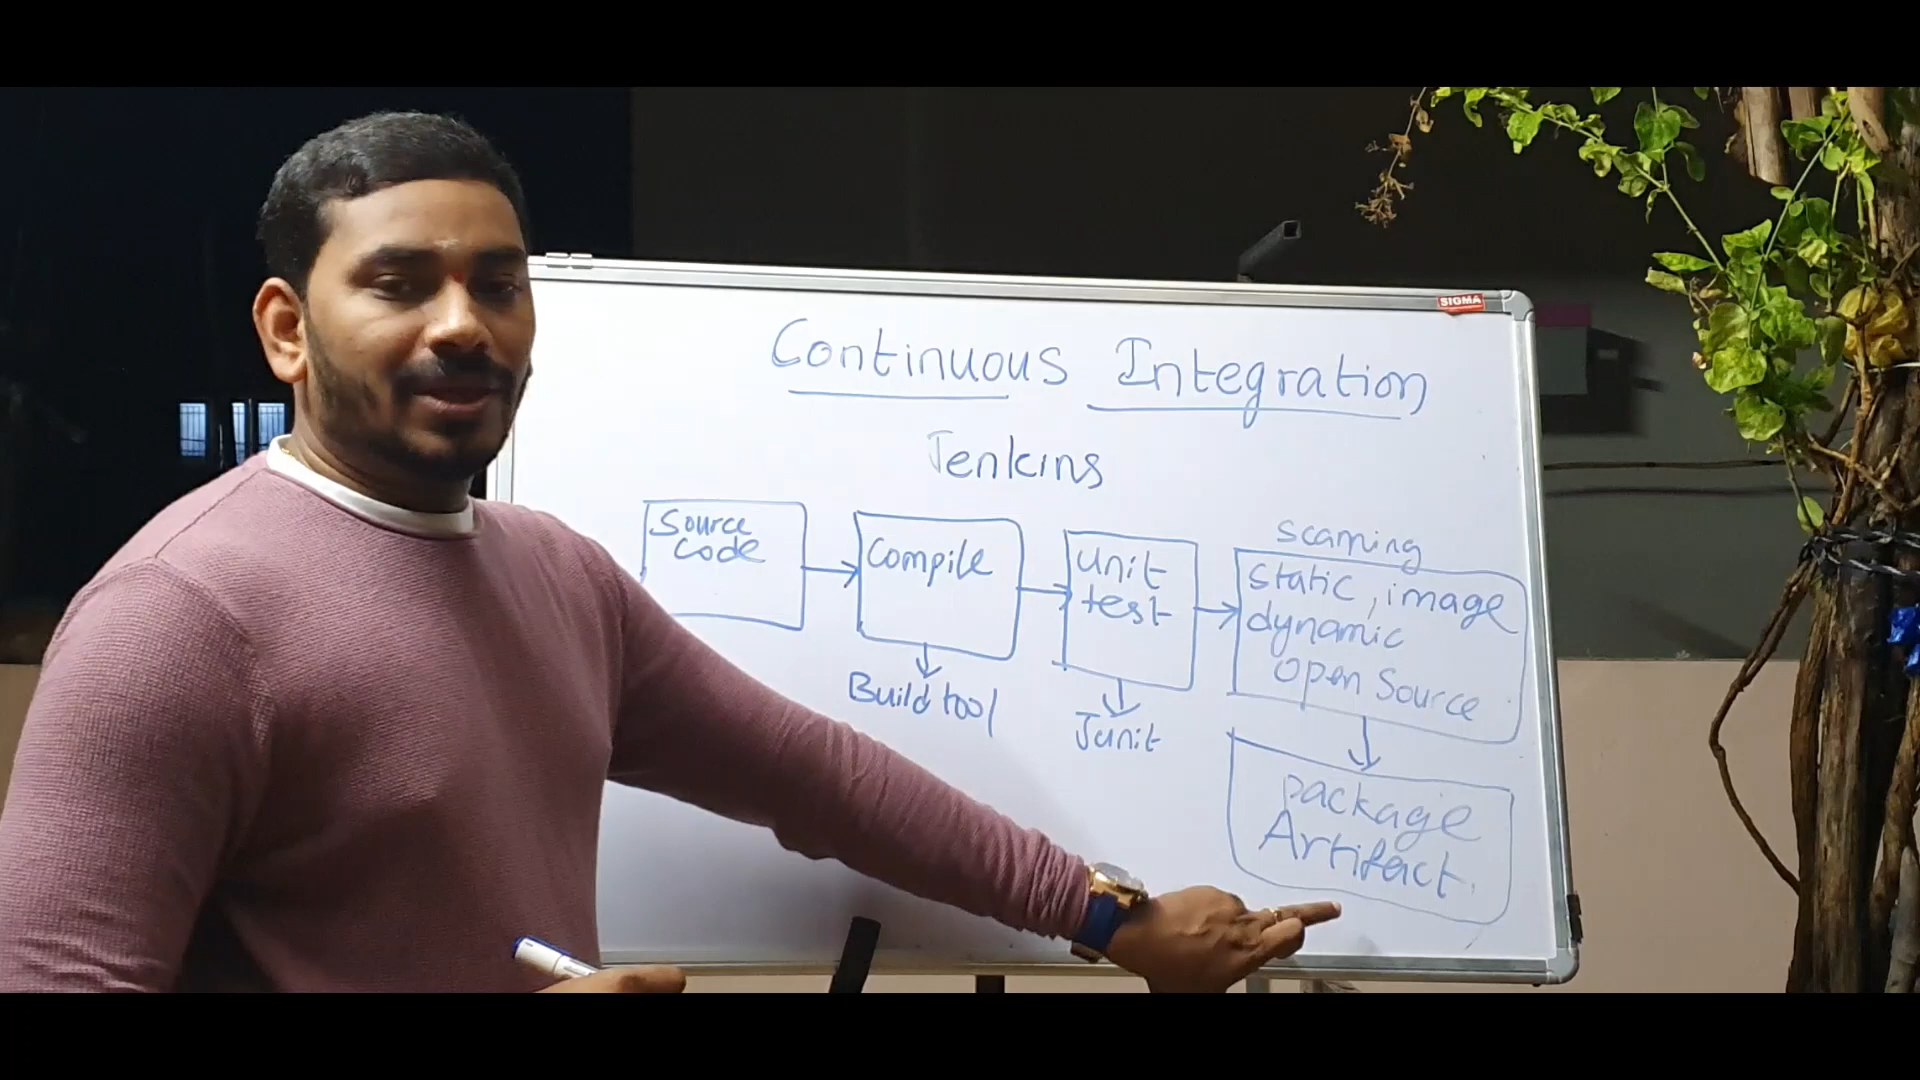 SIGMA
Continuous Integration
Jenkins
Source
Code
Compile
Build tool
unit
test
Junit
scanning
static, image
dynamic
open source
package
Artifact.